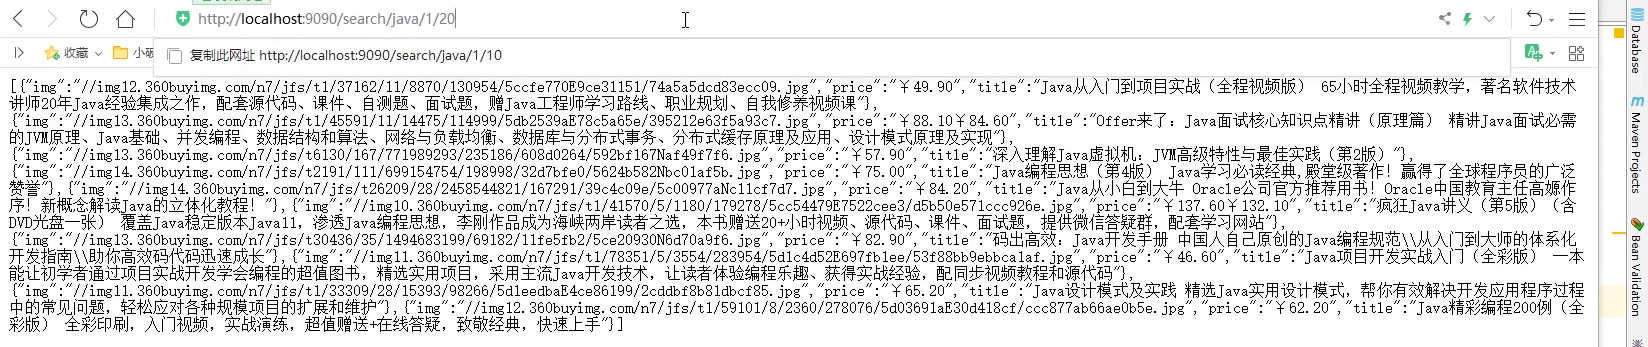 http://localhost:9090/search/java/1/20
收藏
复制此网址 http://localhost:9090/search/java/1/10
[{"img":"//img12.360buyimg.com/n7/jfs/t1/37162/11/8870/130954/5ccfe770E9ce31151/74a5a5dcd83ecc09.jpg","price":"￥49.90","title":"Java从入门到项目实战（全程视频版） 65小时全程视频教学，著名软件技术
讲师20年Java经验集成之作，配套源代码、课件、自测题、面试题，赠Java工程师学习路线、职业规划、自我修养视频课"},
{"img":"//img13.360buyimg.com/n7/jfs/t1/45591/11/14475/114999/5db2539aE78c5a65e/395212e63f5a93c7.jpg","price":"￥88.10￥84.60","title":"Offer来了：Java面试核心知识点精讲（原理篇） 精讲Java面试必需
的JVM原理、Java基础、并发编程、数据结构和算法、网络与负载均衡、数据库与分布式事务、分布式缓存原理及应用、设计模式原理及实现"},
{"img":"//img13.360buyimg.com/n7/jfs/t6130/167/771989293/235186/608d0264/592bf167Naf49f7f6.jpg","price":"￥57.90","title":"深入理解Java虚拟机：JVM高级特性与最佳实践（第2版）"},
{"img":"//img14.360buyimg.com/n7/jfs/t2191/111/699154754/198998/32d7bfe0/5624b582Nbc01af5b.jpg","price":"￥75.00","title":"Java编程思想（第4版） Java学习必读经典,殿堂级著作！赢得了全球程序员的广泛
赞誉"},{"img":"//img14.360buyimg.com/n7/jfs/t26209/28/2458544821/167291/39c4c09e/5c00977aNc11cf7d7.jpg","price":"￥84.20","title":"Java从小白到大牛 Oracle公司官方推荐用书！Oracle中国教育主任高嫄作
序！新概念解读Java的立体化教程！"},{"img":"//img10.360buyimg.com/n7/jfs/t1/41570/5/1180/179278/5cc54479E7522cee3/d5b50e571ccc926e.jpg","price":"￥137.60￥132.10","title":"疯狂Java讲义（第5版）（含
DVD光盘一张） 覆盖Java稳定版本Java11，渗透Java编程思想，李刚作品成为海峡两岸读者之选，本书赠送20+小时视频、源代码、课件、面试题，提供微信答疑群，配套学习网站"},
{"img":"//img13.360buyimg.com/n7/jfs/t30436/35/1494683199/69182/11fe5fb2/5ce20930N6d70a9f6.jpg","price":"￥82.90","title":"码出高效：Java开发手册 中国人自己原创的Java编程规范\\从入门到大师的体系化
开发指南\\助你高效码代码迅速成长"},{"img":"//img11.360buyimg.com/n7/jfs/t1/78351/5/3554/283954/5d1c4d52E697fb1ee/53f88bb9ebbca1af.jpg","price":"￥46.60","title":"Java项目开发实战入门（全彩版） 一本
能让初学者通过项目实战开发学会编程的超值图书，精选实用项目，采用主流Java开发技术，让读者体验编程乐趣、获得实战经验，配同步视频教程和源代码"},
{"img":"//img11.360buyimg.com/n7/jfs/t1/33309/28/15393/98266/5d1eedbaE4ce86199/2cddbf8b81dbcf85.jpg","price":"￥65.20","title":"Java设计模式及实践 精选Java实用设计模式，帮你有效解决开发应用程序过程
中的常见问题，轻松应对各种规模项目的扩展和维护"},{"img":"//img12.360buyimg.com/n7/jfs/t1/59101/8/2360/278076/5d03691aE30d418cf/ccc877ab66ae0b5e.jpg","price":"￥62.20","title":"Java精彩编程200例（全
彩版） 全彩印刷，入门视频，实战演练，超值赠送+在线答疑，致敬经典，快速上手"}]
Database
Maven Projects
Bean Validation